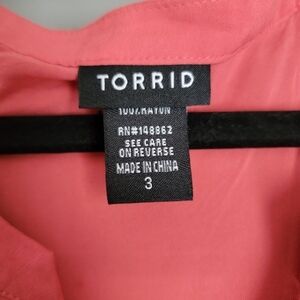 TORRID
100% RAYON
RN#148862
SEE CARE
ON REVERSE
MADE IN CHINA
3